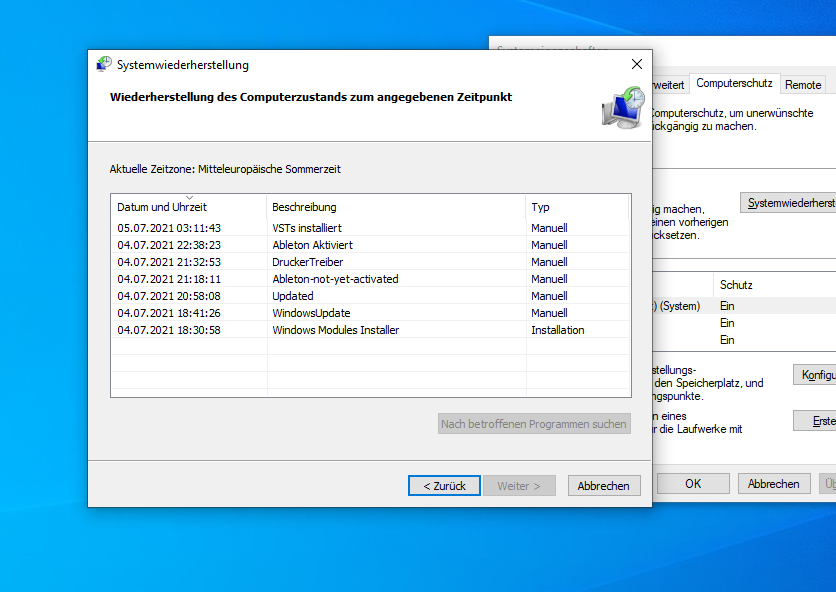 Systemwiederherstellung
Wiederherstellung des Computerzustands zum angegebenen Zeitpunkt
Aktuelle Zeitzone: Mitteleuropäische Sommerzeit
Datum und Uhrzeit Beschreibung Typ
05.07.2021 03:11:43 VSTs installiert Manuell
04.07.2021 22:38:23 Ableton Aktiviert Manuell
04.07.2021 21:32:53 DruckerTreiber Manuell
04.07.2021 21:18:11 Ableton-not-yet-activated Manuell
04.07.2021 20:58:08 Updated Manuell
04.07.2021 18:41:26 WindowsUpdate Manuell
04.07.2021 18:30:58 Windows Modules Installer Installation
Nach betroffenen Programmen suchen
< Zurück Weiter > Abbrechen
Systemeigenschaften
rweitert Computerschutz Remote
Computerschutz, um unerwünschte
ückgängig zu machen.
ig machen,
einen vorherigen
cksetzen.
Systemwiederherst
Schutz
:) (System) Ein
Ein
Ein
stellungs-
den Speicherplatz, und
ngspunkte.
Konfigu
n eines
ür die Laufwerke mit
Erste
OK Abbrechen Üb